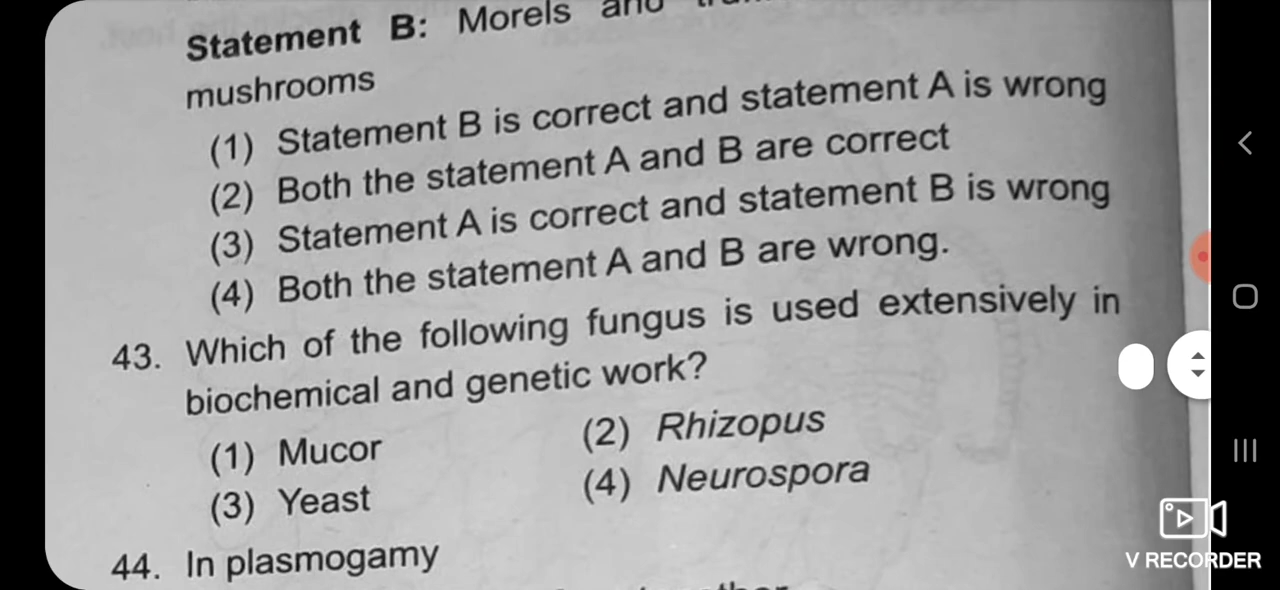 Statement B: Morels and
mushrooms
(1) Statement B is correct and statement A is wrong
(2) Both the statement A and B are correct
(3) Statement A is correct and statement B is wrong
(4) Both the statement A and B are wrong.
43. Which of the following fungus is used extensively in
biochemical and genetic work?
(1) Mucor (2) Rhizopus
(3) Yeast (4) Neurospora
44. In plasmogamy
V RECORDER